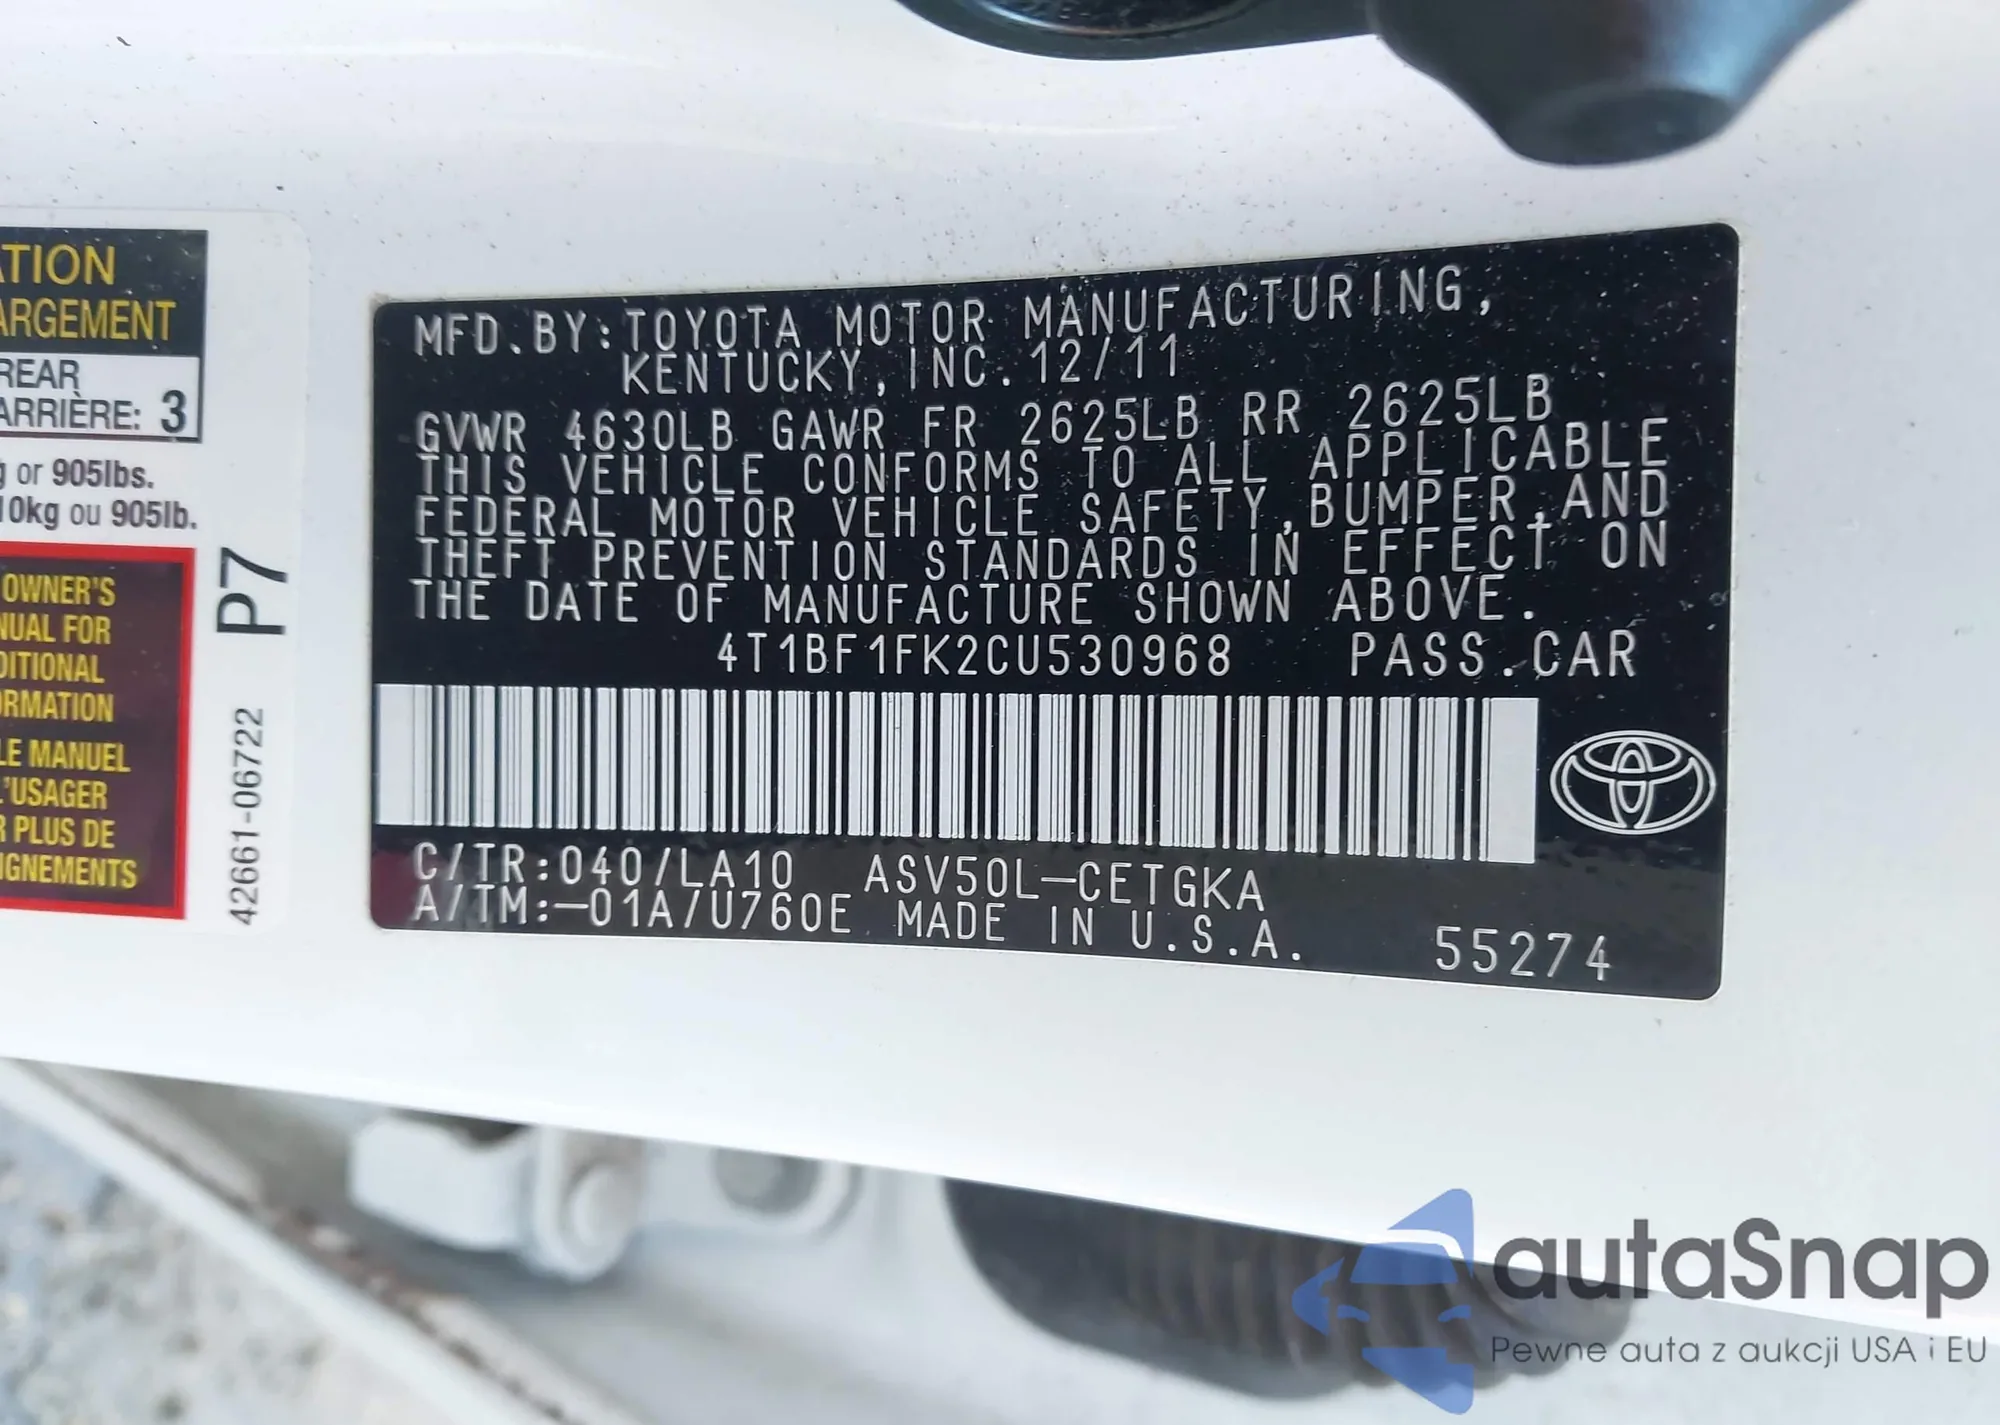 ATION
ARGEMENT
REAR
ARRIÈRE: 3
g or 905lbs.
10kg ou 905lb.
OWNER'S
NUAL FOR
DITIONAL
ORMATION
LE MANUEL
L'USAGER
R PLUS DE
IGNEMENTS
P7
42661-06722
MFD.BY:TOYOTA MOTOR MANUFACTURING,
KENTUCKY,INC.12/11
GVWR 4630LB GAWR FR 2625LB RR 2625LB
THIS VEHICLE CONFORMS TO ALL APPLICABLE
FEDERAL MOTOR VEHICLE SAFETY,BUMPER,AND
THEFT PREVENTION STANDARDS IN EFFECT ON
THE DATE OF MANUFACTURE SHOWN ABOVE.
4T1BF1FK2CU530968 PASS.CAR
C/TR:040/LA10 ASV50L-CETGKA
A/TM:-01A/U760E MADE IN U.S.A. 55274
autaSnap
Pewne auta z aukcji USA i EU